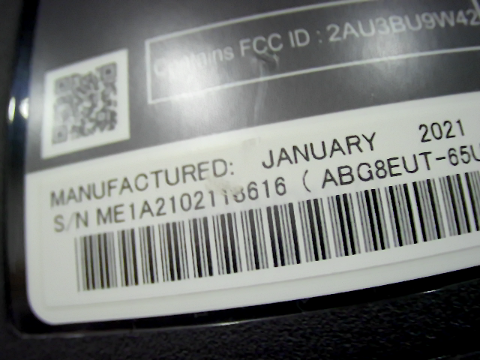 Contains FCC ID : 2AU3BU9W42
MANUFACTURED: JANUARY 2021
S/N ME1A2102118616 ( ABG8EUT-65U